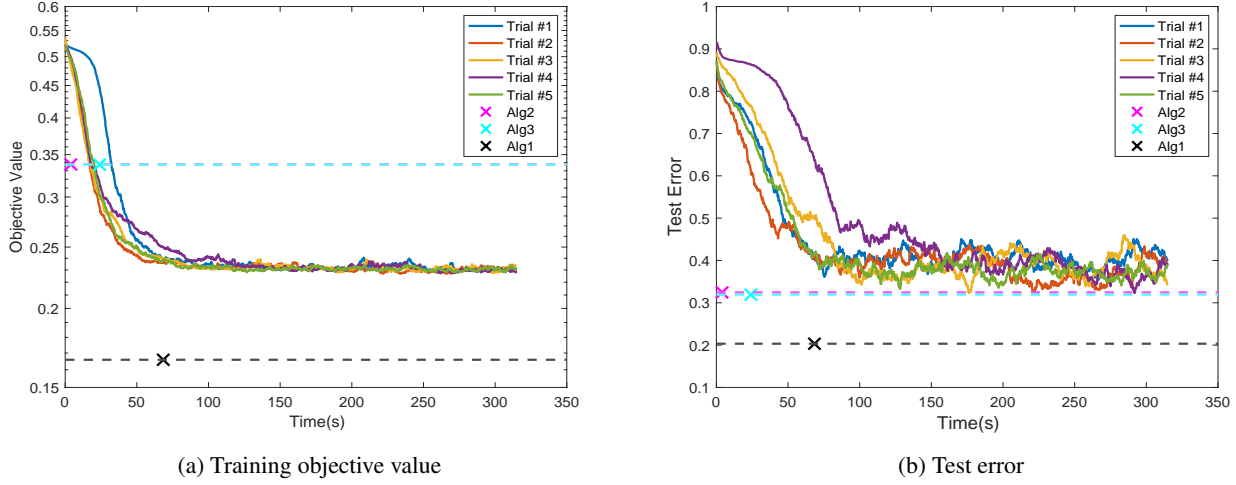 0.6
0.55
0.5
0.45
0.4
0.34
0.3
0.23
0.23
0.15
Objective Value
0 50 100 150 200 250 300 350
Time(s)
Trial #1
Trial #2
Trial #3
Trial #4
Trial #5
Alg2
Alg3
Alg1
(a) Training objective value
1
0.9
0.8
0.7
0.6
0.5
0.4
0.3
0.2
0.1
Test Error
0 50 100 150 200 250 300 350
Time(s)
Trial #1
Trial #2
Trial #3
Trial #4
Trial #5
Alg2
Alg3
Alg1
(b) Test error